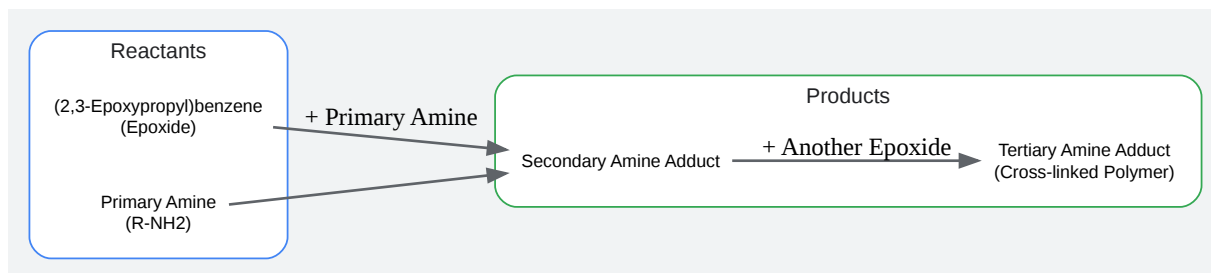 Reactants
(2,3-Epoxypropyl)benzene
(Epoxide)
+ Primary Amine
Primary Amine
(R-NH2)
Products
Secondary Amine Adduct
+ Another Epoxide
Tertiary Amine Adduct
(Cross-linked Polymer)